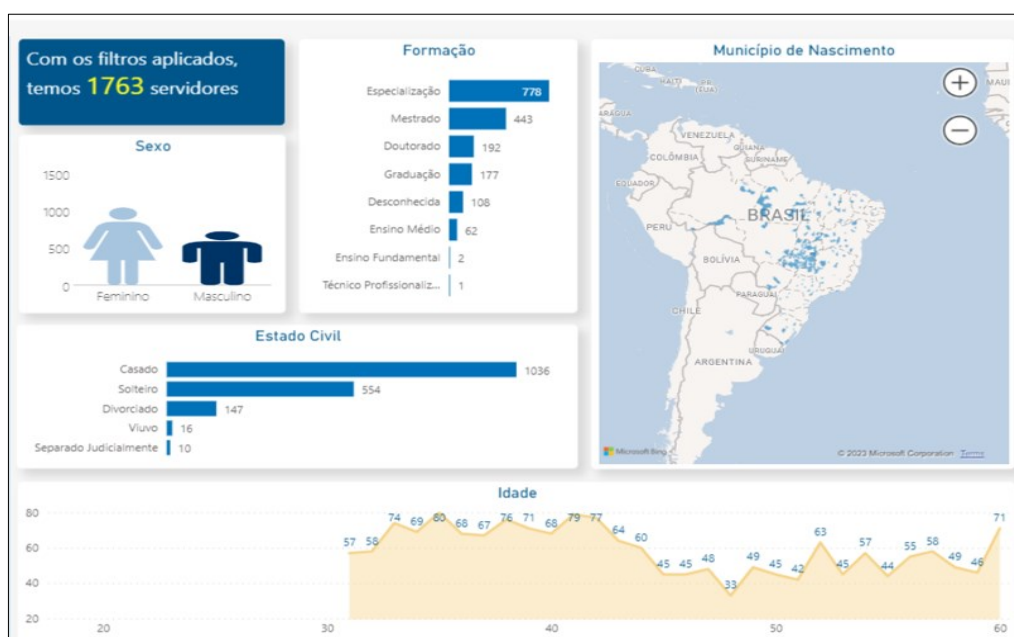 Com os filtros aplicados,
temos 1763 servidores
Sexo
1500
1000
500
0
Feminino Masculino
Formação
Especialização 778
Mestrado 443
Doutorado 192
Graduação 177
Desconhecida 108
Ensino Médio 62
Ensino Fundamental 2
Técnico Profissionaliz... 1
Município de Nascimento
CUBA
HAITI
VENEZUELA
GUIANA
SURINAME
COLÔMBIA
EQUADOR
BRASIL
PERU
BOLÍVIA
PARAGUAI
CHILE
URUGUAI
ARGENTINA
Microsoft Bing
© 2023 Microsoft Corporation Terms
Estado Civil
Casado 1036
Solteiro 554
Divorciado 147
Viuvo 16
Separado Judicialmente 10
Idade
80
60
40
20
57 58 74 69 80 68 67 76 71 68 79 77 64 60 45 45 48 33 49 45 42 63 45 57 44 55 58 49 46 71
20 30 40 50 60